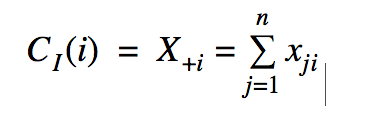 C_I(i) = X_{+i} = \sum_{j=1}^{n} x_{ji}